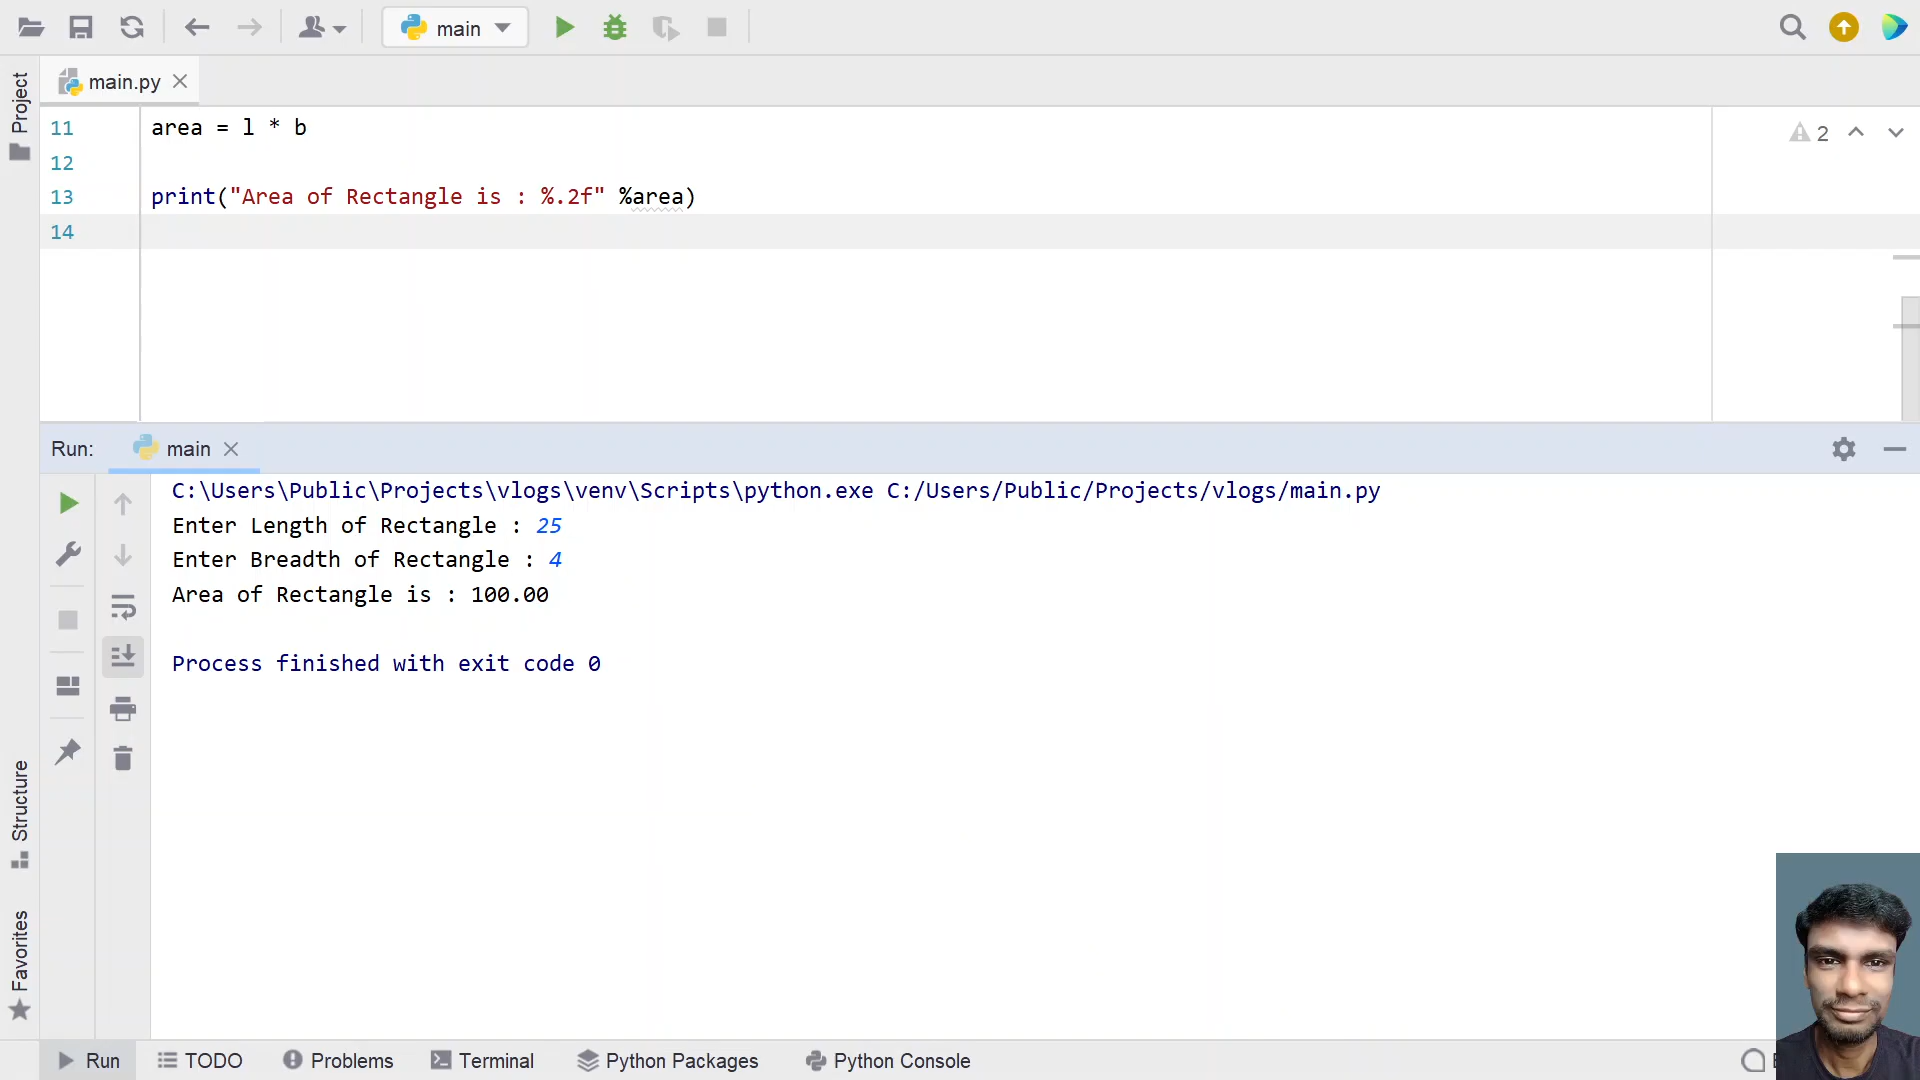 main
main.py
Project
11 area = l * b
12
13 print("Area of Rectangle is : %.2f" %area)
14
2
Run: main
C:\Users\Public\Projects\vlogs\venv\Scripts\python.exe C:/Users/Public/Projects/vlogs/main.py
Enter Length of Rectangle : 25
Enter Breadth of Rectangle : 4
Area of Rectangle is : 100.00
Process finished with exit code 0
Structure
Favorites
Run TODO Problems Terminal Python Packages Python Console